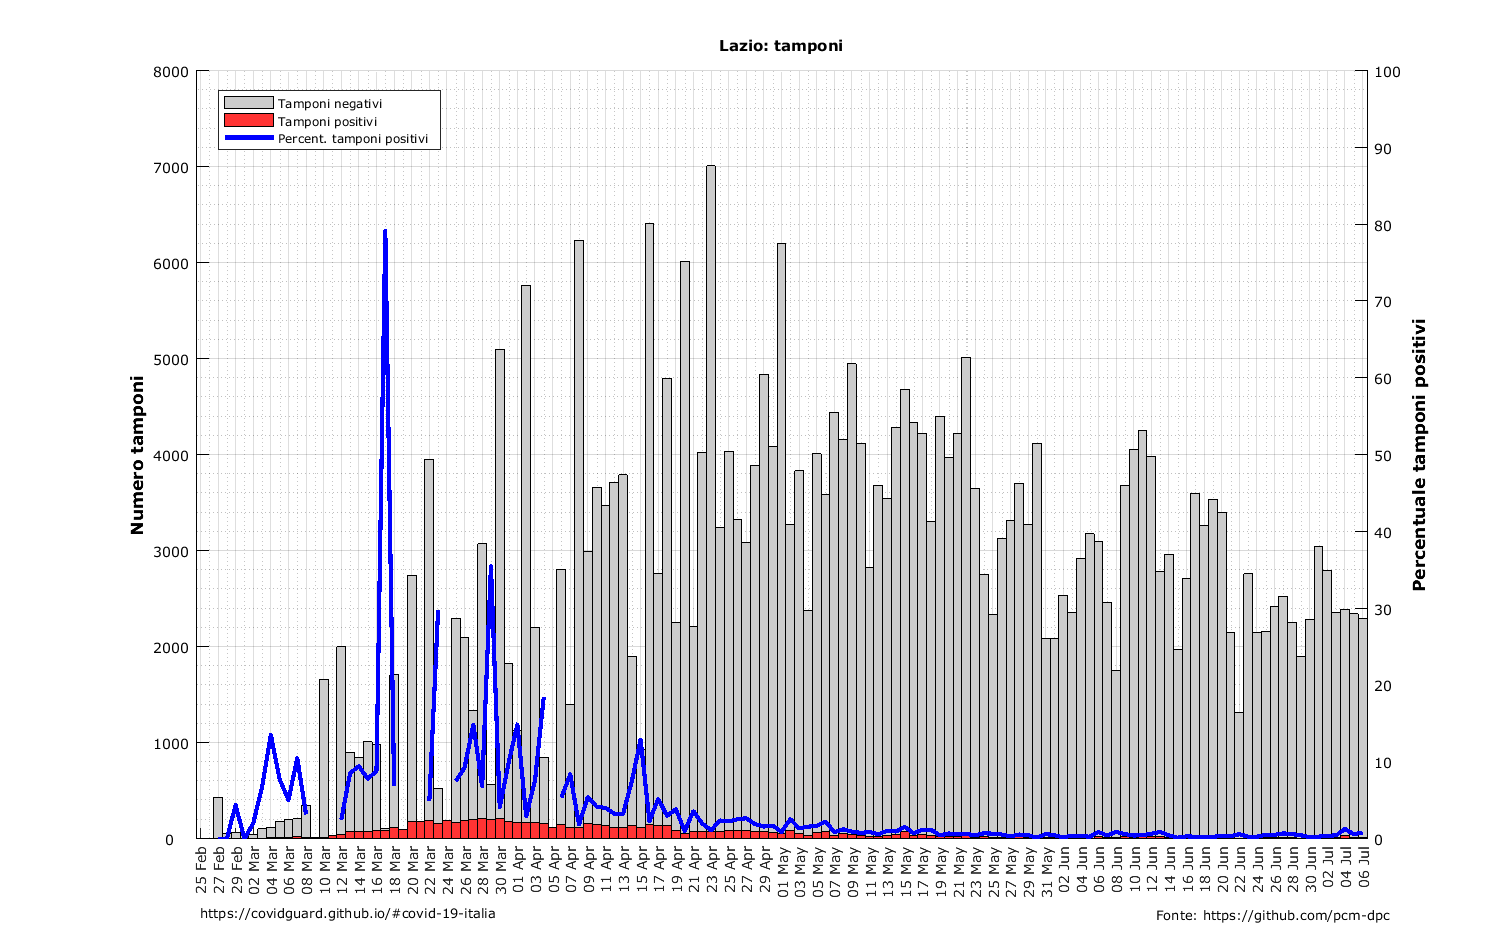 Lazio: tamponi
Tamponi negativi
Tamponi positivi
Percent. tamponi positivi
Numero tamponi
8000
7000
6000
5000
4000
3000
2000
1000
0
Percentuale tamponi positivi
100
90
80
70
60
50
40
30
20
10
0
25 Feb
27 Feb
29 Feb
02 Mar
04 Mar
06 Mar
08 Mar
10 Mar
12 Mar
14 Mar
16 Mar
18 Mar
20 Mar
22 Mar
24 Mar
26 Mar
28 Mar
30 Mar
01 Apr
03 Apr
05 Apr
07 Apr
09 Apr
11 Apr
13 Apr
15 Apr
17 Apr
19 Apr
21 Apr
23 Apr
25 Apr
27 Apr
29 Apr
01 May
03 May
05 May
07 May
09 May
11 May
13 May
15 May
17 May
19 May
21 May
23 May
25 May
27 May
29 May
31 May
02 Jun
04 Jun
06 Jun
08 Jun
10 Jun
12 Jun
14 Jun
16 Jun
18 Jun
20 Jun
22 Jun
24 Jun
26 Jun
28 Jun
30 Jun
02 Jul
04 Jul
06 Jul
https://covidguard.github.io/#covid-19-italia
Fonte: https://github.com/pcm-dpc